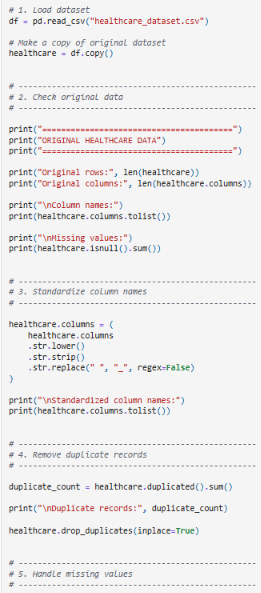 # 1. Load dataset
df = pd.read_csv("healthcare_dataset.csv")
# Make a copy of original dataset
healthcare = df.copy()
# --------------------------------------------------
# 2. Check original data
# --------------------------------------------------
print("========================================")
print("ORIGINAL HEALTHCARE DATA")
print("========================================")
print("Original rows:", len(healthcare))
print("Original columns:", len(healthcare.columns))
print("\nColumn names:")
print(healthcare.columns.tolist())
print("\nMissing values:")
print(healthcare.isnull().sum())
# --------------------------------------------------
# 3. Standardize column names
# --------------------------------------------------
healthcare.columns = (
    healthcare.columns
    .str.lower()
    .str.strip()
    .str.replace(" ", "_", regex=False)
)
print("\nStandardized column names:")
print(healthcare.columns.tolist())
# --------------------------------------------------
# 4. Remove duplicate records
# --------------------------------------------------
duplicate_count = healthcare.duplicated().sum()
print("\nDuplicate records:", duplicate_count)
healthcare.drop_duplicates(inplace=True)
# --------------------------------------------------
# 5. Handle missing values
# --------------------------------------------------